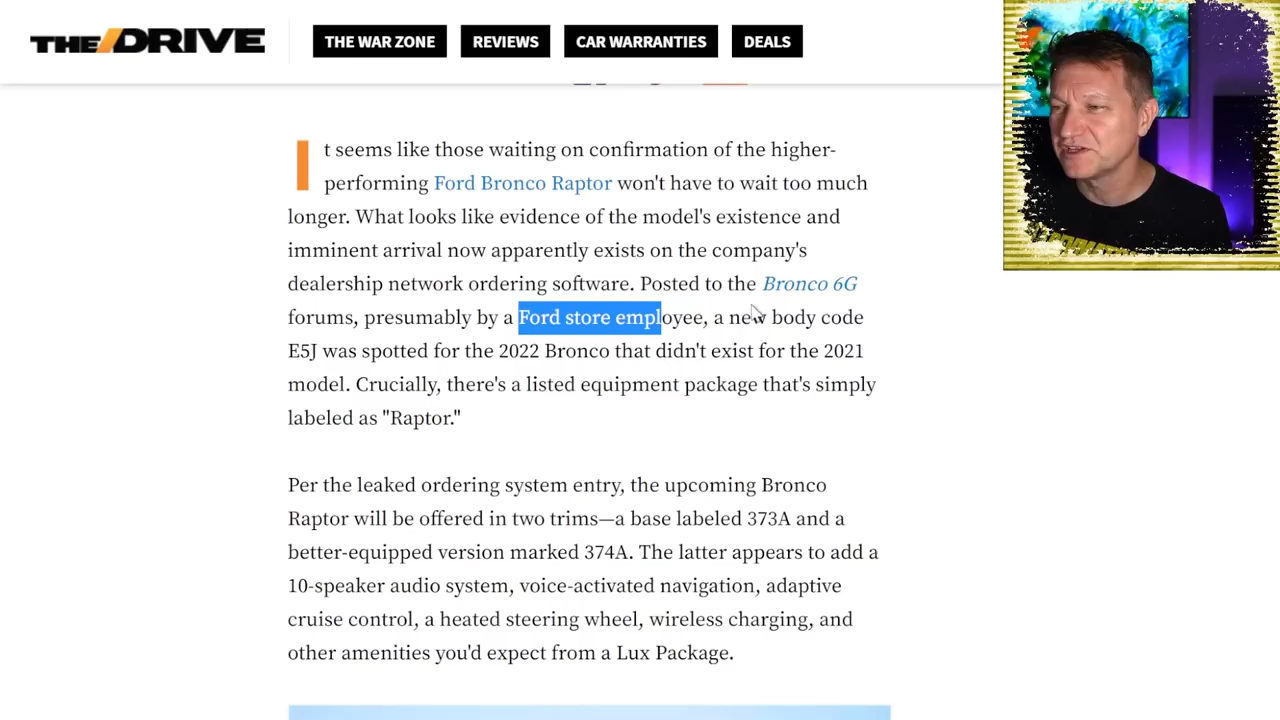 THE/DRIVE
THE WAR ZONE
REVIEWS
CAR WARRANTIES
DEALS
It seems like those waiting on confirmation of the higher-
performing Ford Bronco Raptor won't have to wait too much
longer. What looks like evidence of the model's existence and
imminent arrival now apparently exists on the company's
dealership network ordering software. Posted to the Bronco 6G
forums, presumably by a Ford store employee, a new body code
E5J was spotted for the 2022 Bronco that didn't exist for the 2021
model. Crucially, there's a listed equipment package that's simply
labeled as "Raptor."
Per the leaked ordering system entry, the upcoming Bronco
Raptor will be offered in two trims—a base labeled 373A and a
better-equipped version marked 374A. The latter appears to add a
10-speaker audio system, voice-activated navigation, adaptive
cruise control, a heated steering wheel, wireless charging, and
other amenities you'd expect from a Lux Package.